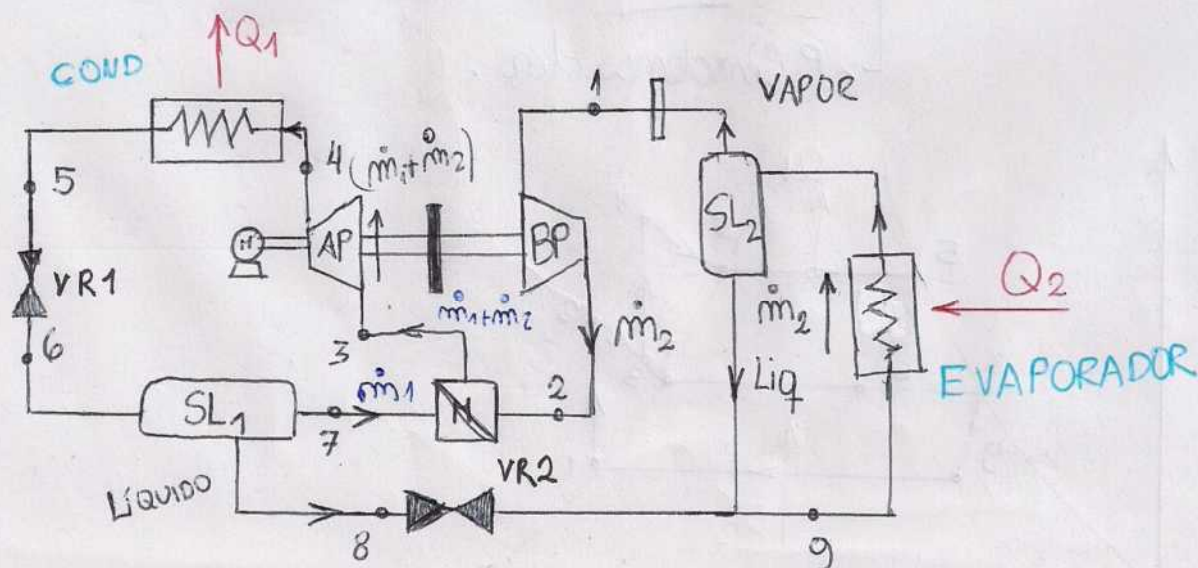 Q1
COND
1
VAPOR
4 (ṁ1+ṁ2)
5
SL2
AP
BP
VR1
Q2
ṁ1+ṁ2
ṁ2
ṁ2
6
3
Liq
EVAPORADOR
SL1
ṁ1
2
7
VR2
LÍQUIDO
8
9